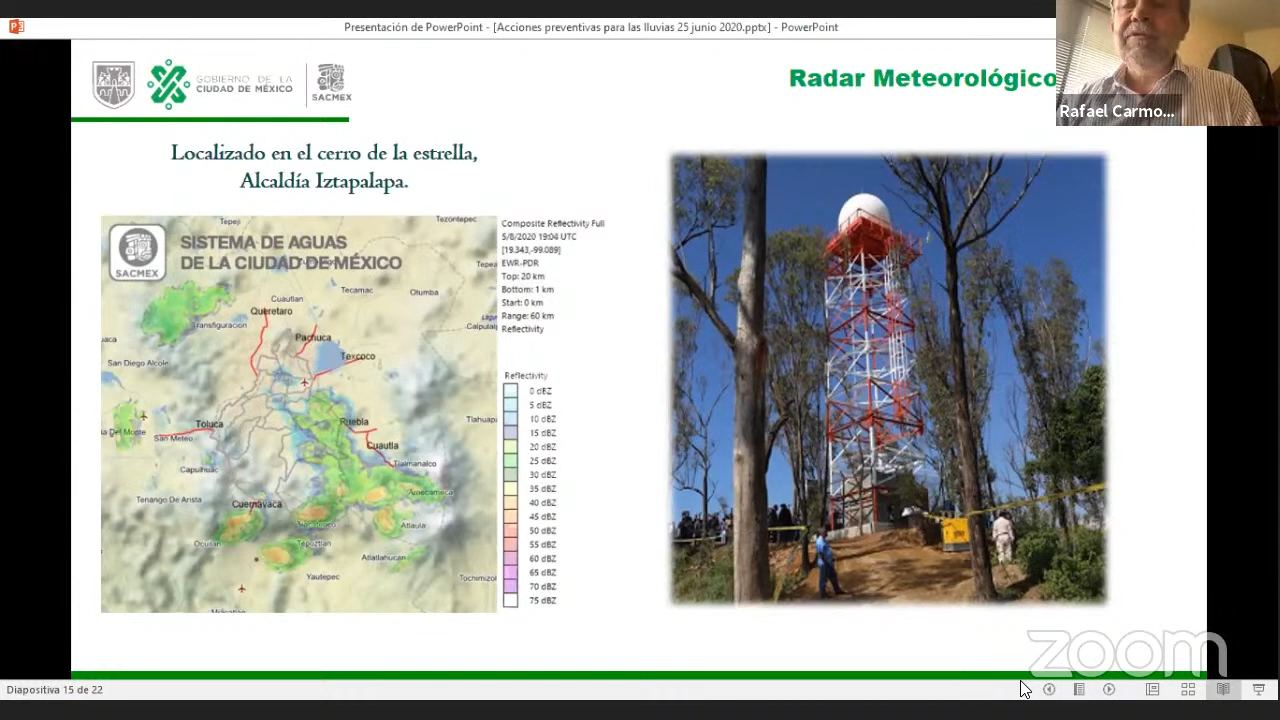 Presentación de PowerPoint - [Acciones preventivas para las lluvias 25 junio 2020.pptx] - PowerPoint
GOBIERNO DE LA
CIUDAD DE MÉXICO
SACMEX
Radar Meteorológico
Rafael Carmo...
Localizado en el cerro de la estrella,
Alcaldía Iztapalapa.
SACMEX
SISTEMA DE AGUAS
DE LA CIUDAD DE MÉXICO
Tepeji
Tezontepec
Tecamac
Otumba
Cuautlan
Queretaro
Transfiguracion
Pachuca
Texcoco
San Diego Alcole
Toluca
San Mateo
Puebla
Cuautla
Tlalmanalco
Capulhuac
Amecameca
Tenango De Arista
Cuernavaca
Atlautla
Ocuilan
Tepoztlan
Atlatlahucan
Yautepec
Tochimizol
Composite Reflectivity Full
5/8/2020 19:04 UTC
[19.343,-99.089]
EWR-PDR
Top: 20 km
Bottom: 1 km
Start: 0 km
Range: 60 km
Reflectivity
Reflectivity
0 dBZ
5 dBZ
10 dBZ
15 dBZ
20 dBZ
25 dBZ
30 dBZ
35 dBZ
40 dBZ
45 dBZ
50 dBZ
55 dBZ
60 dBZ
65 dBZ
70 dBZ
75 dBZ
zoom
Diapositiva 15 de 22